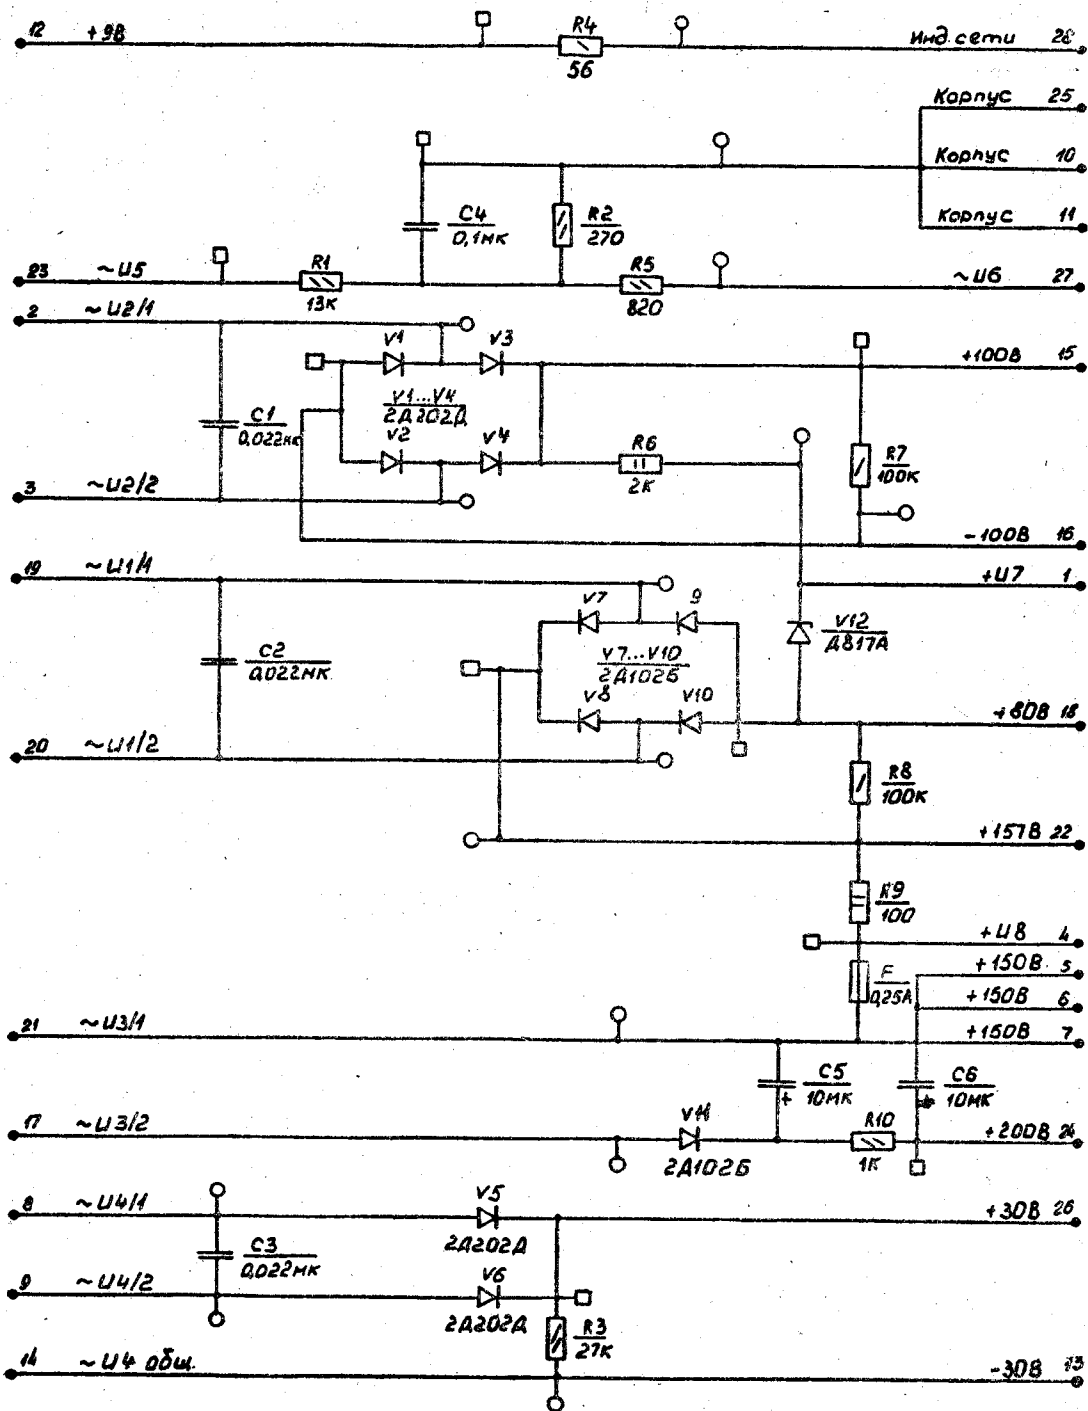 12 +9В R4 Инд. сети 28
56
Корпус 25
Корпус 10
C4 R2
0,1мк 270
Корпус 11
23 ~U5 R1 R5 ~U6 27
13К 820
2 ~U2/1
V1 V3
+100В 15
V1...V4
2Д202Д
C1
0,022мк
V2 V4
R6 R7
2К 100К
3 ~U2/2
-100В 16
19 ~U1/1
+U7 1
V7 9
V12
Д817А
C2 V7...V10
0,022мк 2Д102Б
V8 V10
+80В 18
20 ~U1/2
R8
100К
+157В 22
R9
100
+U8 4
F +150В 5
0,25А +150В 6
21 ~U3/1 +150В 7
C5 C6
+ 10мк 10мк
17 ~U3/2 V11 R10 +200В 24
2Д102Б 1К
8 ~U4/1 V5 +30В 26
2Д202Д
C3
0,022мк
9 ~U4/2 V6
2Д202Д R3
27К
14 ~U4 общ. -30В 13